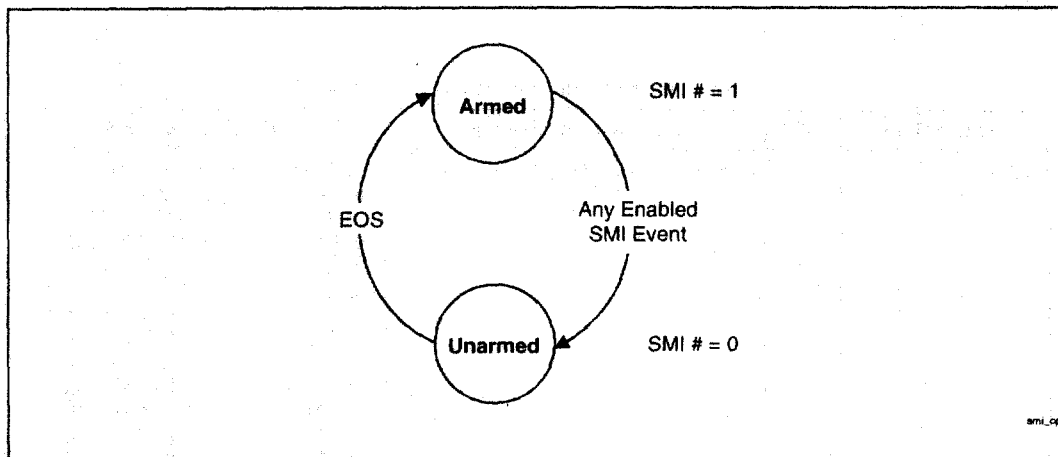 Armed
SMI # = 1
EOS
Any Enabled
SMI Event
Unarmed
SMI # = 0